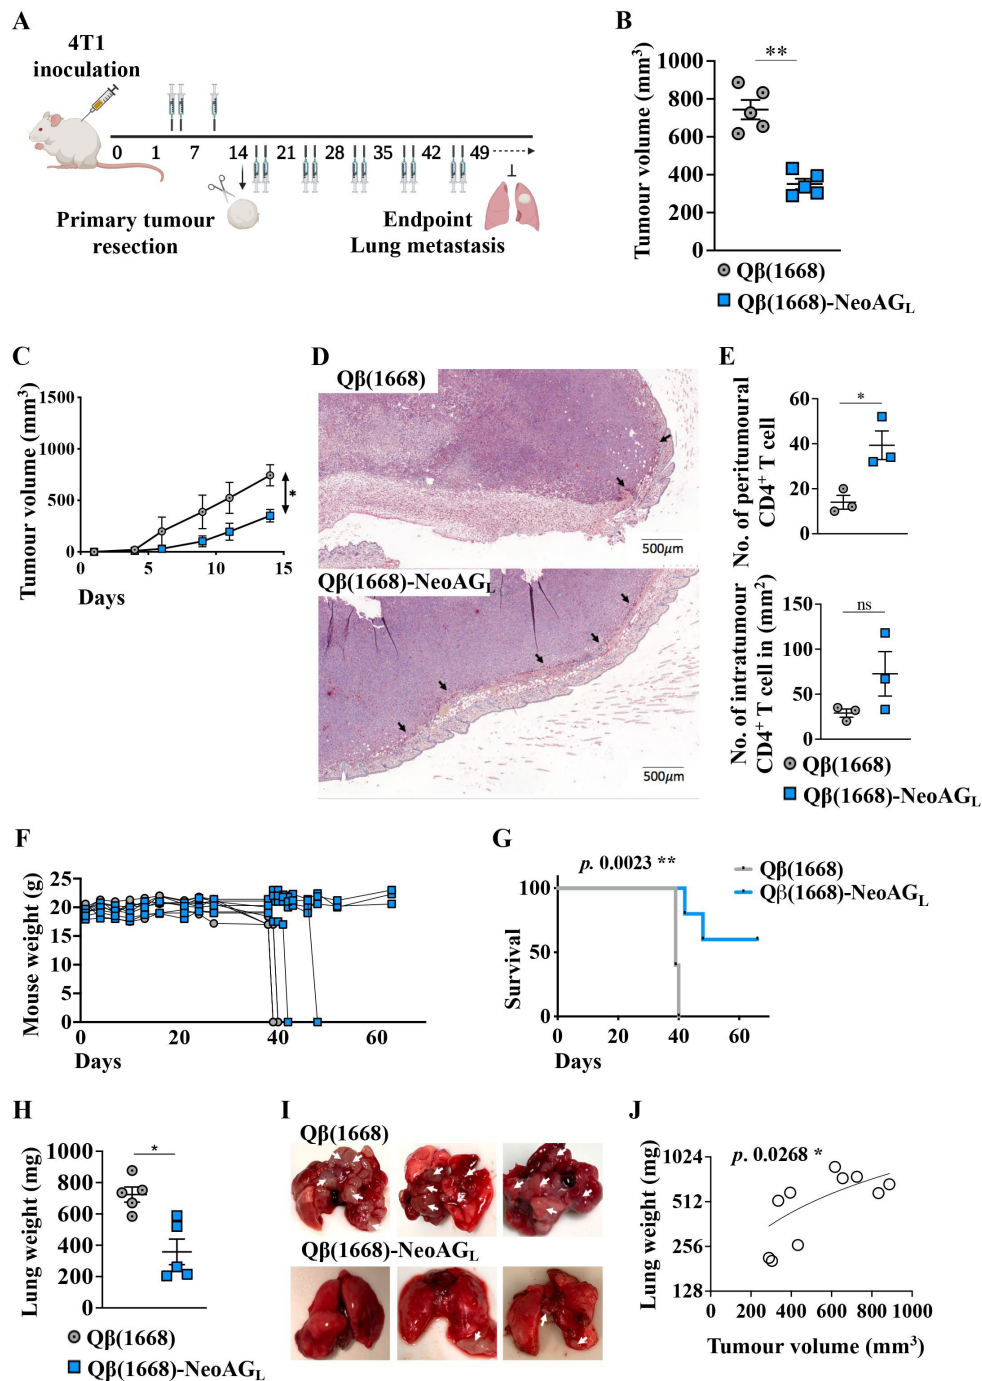 A
4T1
inoculation
0 1 7 14 21 28 35 42 49
Primary tumour
resection
Endpoint
Lung metastasis
B
Tumour volume (mm³)
1000
800
600
400
200
0
**
Qβ(1668)
Qβ(1668)-NeoAG_L
C
Tumour volume (mm³)
1500
1000
500
0
0 5 10 15
Days
*
D
Qβ(1668)
500µm
Qβ(1668)-NeoAG_L
500µm
E
No. of peritumoural
CD4⁺ T cell
60
40
20
0
*
No. of intratumour
CD4⁺ T cell in (mm²)
150
100
50
0
ns
Qβ(1668)
Qβ(1668)-NeoAG_L
F
Mouse weight (g)
25
20
15
10
5
0
0 20 40 60
Days
G
p. 0.0023 **
Qβ(1668)
Qβ(1668)-NeoAG_L
Survival
100
50
0
0 20 40 60
Days
H
Lung weight (mg)
1000
800
600
400
200
0
*
Qβ(1668)
Qβ(1668)-NeoAG_L
I
Qβ(1668)
Qβ(1668)-NeoAG_L
J
Lung weight (mg)
1024
512
256
128
p. 0.0268 *
0 200 400 600 800 1000
Tumour volume (mm³)